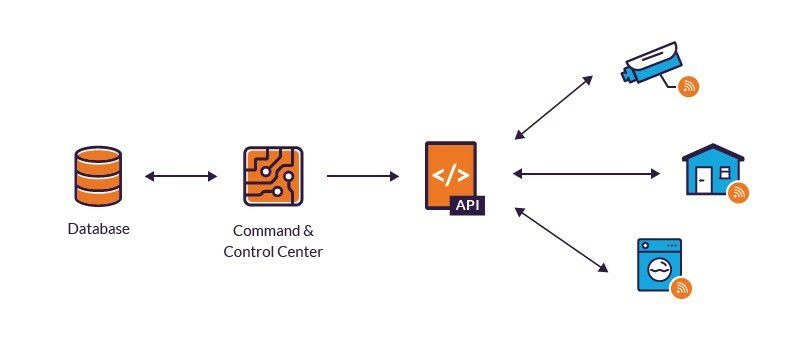 Database
Command &
Control Center
</>
API